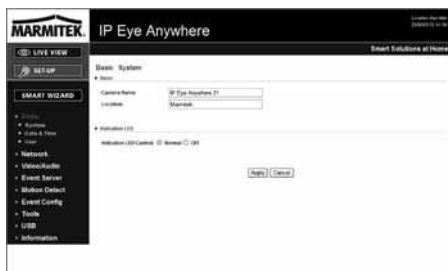 MARMITEK
IP Eye Anywhere
Smart Solutions at Home
LIVE VIEW
SET-UP
SMART WIZARD
Basic
System
Date & Time
User
Network
Video/Audio
Event Server
Motion Detect
Event Config
Tools
USB
Information
Basic System
Basic
Camera Name: IP Eye Anywhere 21
Location: Marmitek
Indication LED
Indication LED Control: Normal Off
Apply Cancel